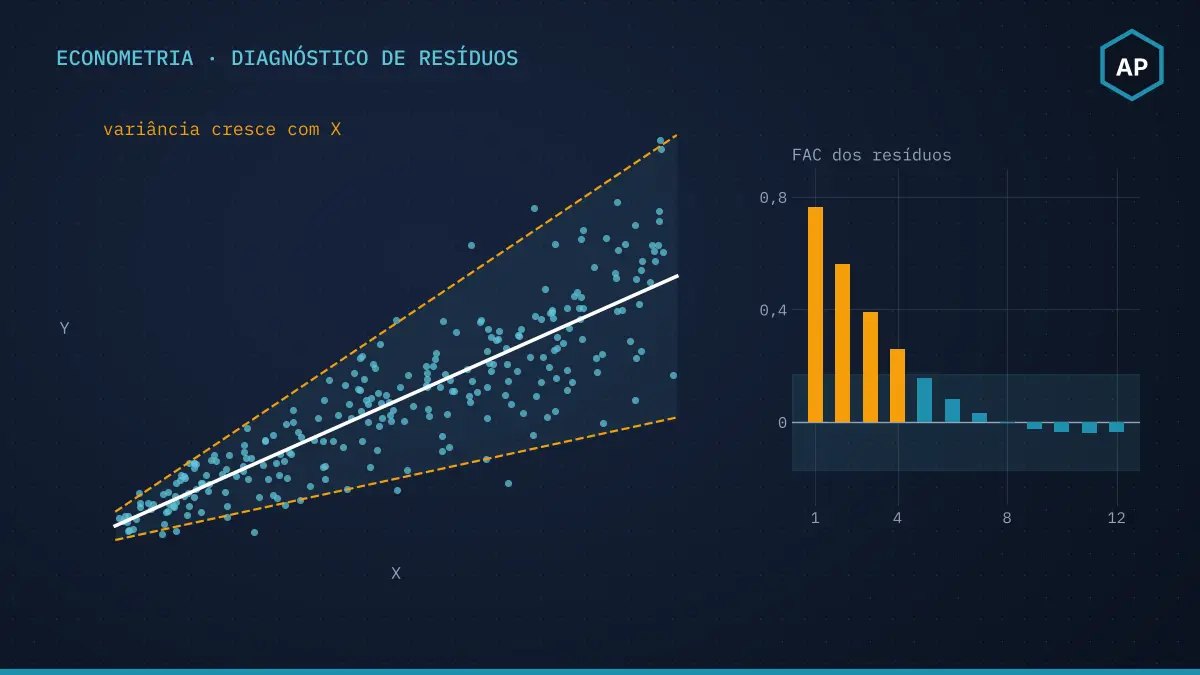 ECONOMETRIA · DIAGNÓSTICO DE RESÍDUOS
AP
variância cresce com X
Y
X
FAC dos resíduos
0,8
0,4
0
1 4 8 12